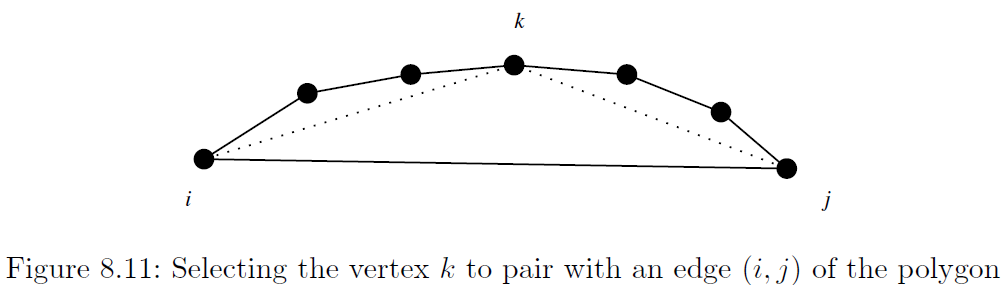 k
i
j
Figure 8.11: Selecting the vertex k to pair with an edge (i, j) of the polygon